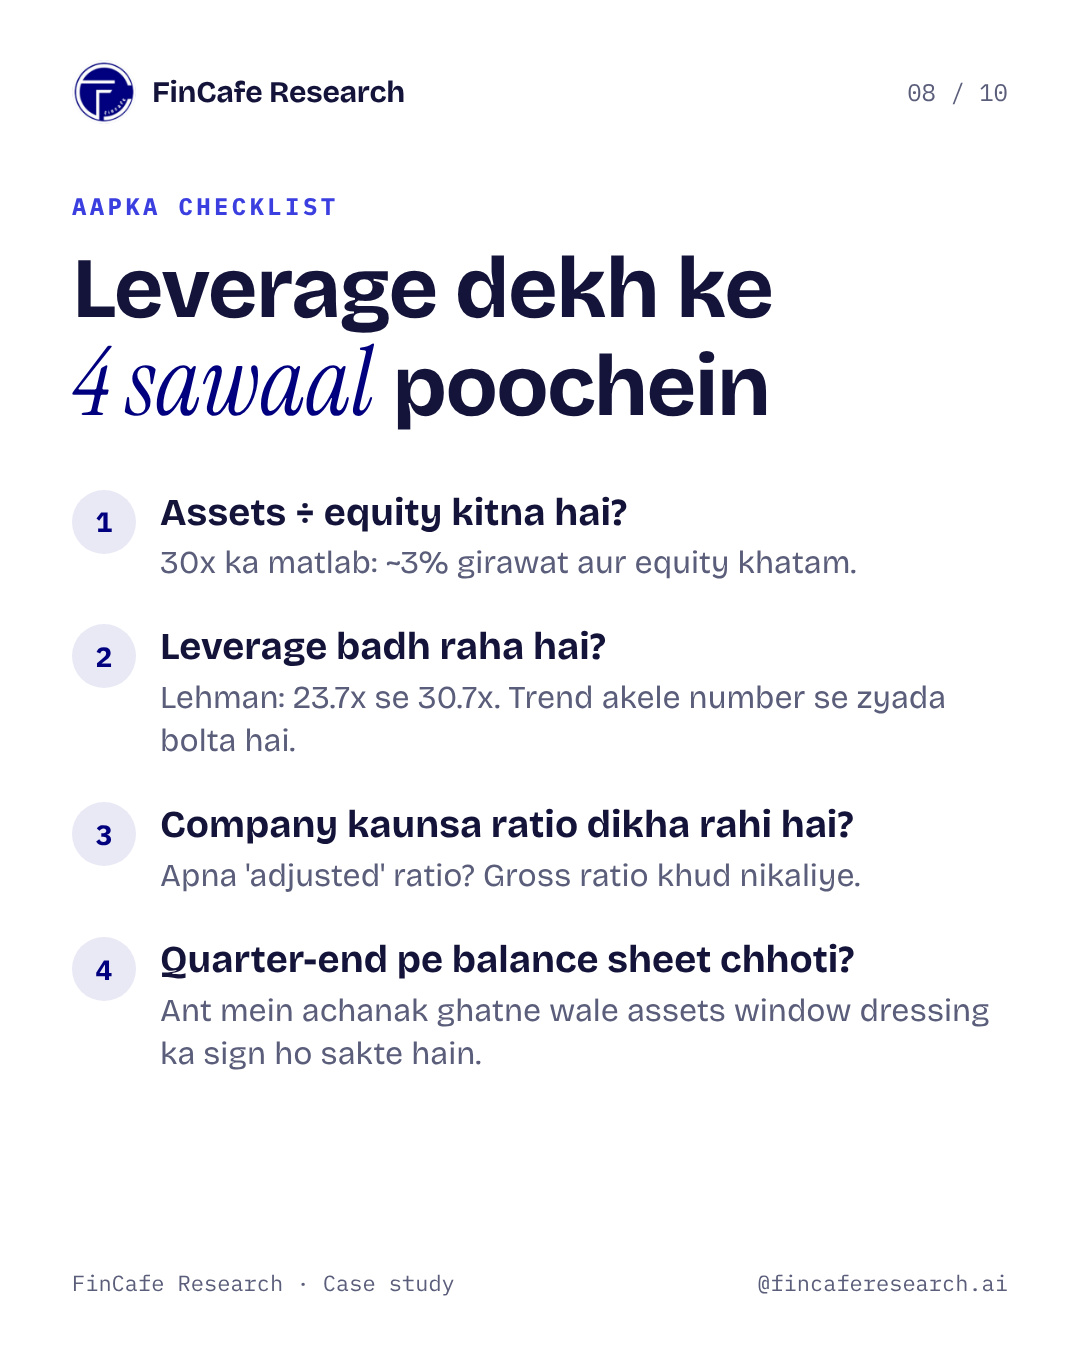 FinCafe Research
08 / 10
AAPKA CHECKLIST
Leverage dekh ke
4 sawaal poochein
1
Assets ÷ equity kitna hai?
30x ka matlab: ~3% girawat aur equity khatam.
2
Leverage badh raha hai?
Lehman: 23.7x se 30.7x. Trend akele number se zyada
bolta hai.
3
Company kaunsa ratio dikha rahi hai?
Apna 'adjusted' ratio? Gross ratio khud nikaliye.
4
Quarter-end pe balance sheet chhoti?
Ant mein achanak ghatne wale assets window dressing
ka sign ho sakte hain.
FinCafe Research · Case study
@fincaferesearch.ai